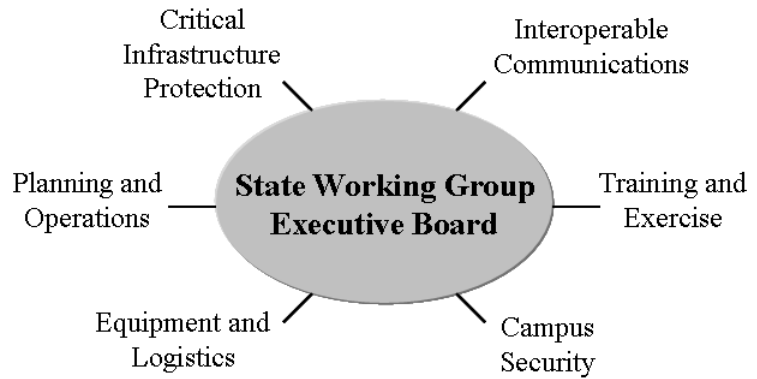 Critical
Infrastructure
Protection
Interoperable
Communications
Planning and
Operations
State Working Group
Executive Board
Training and
Exercise
Equipment and
Logistics
Campus
Security